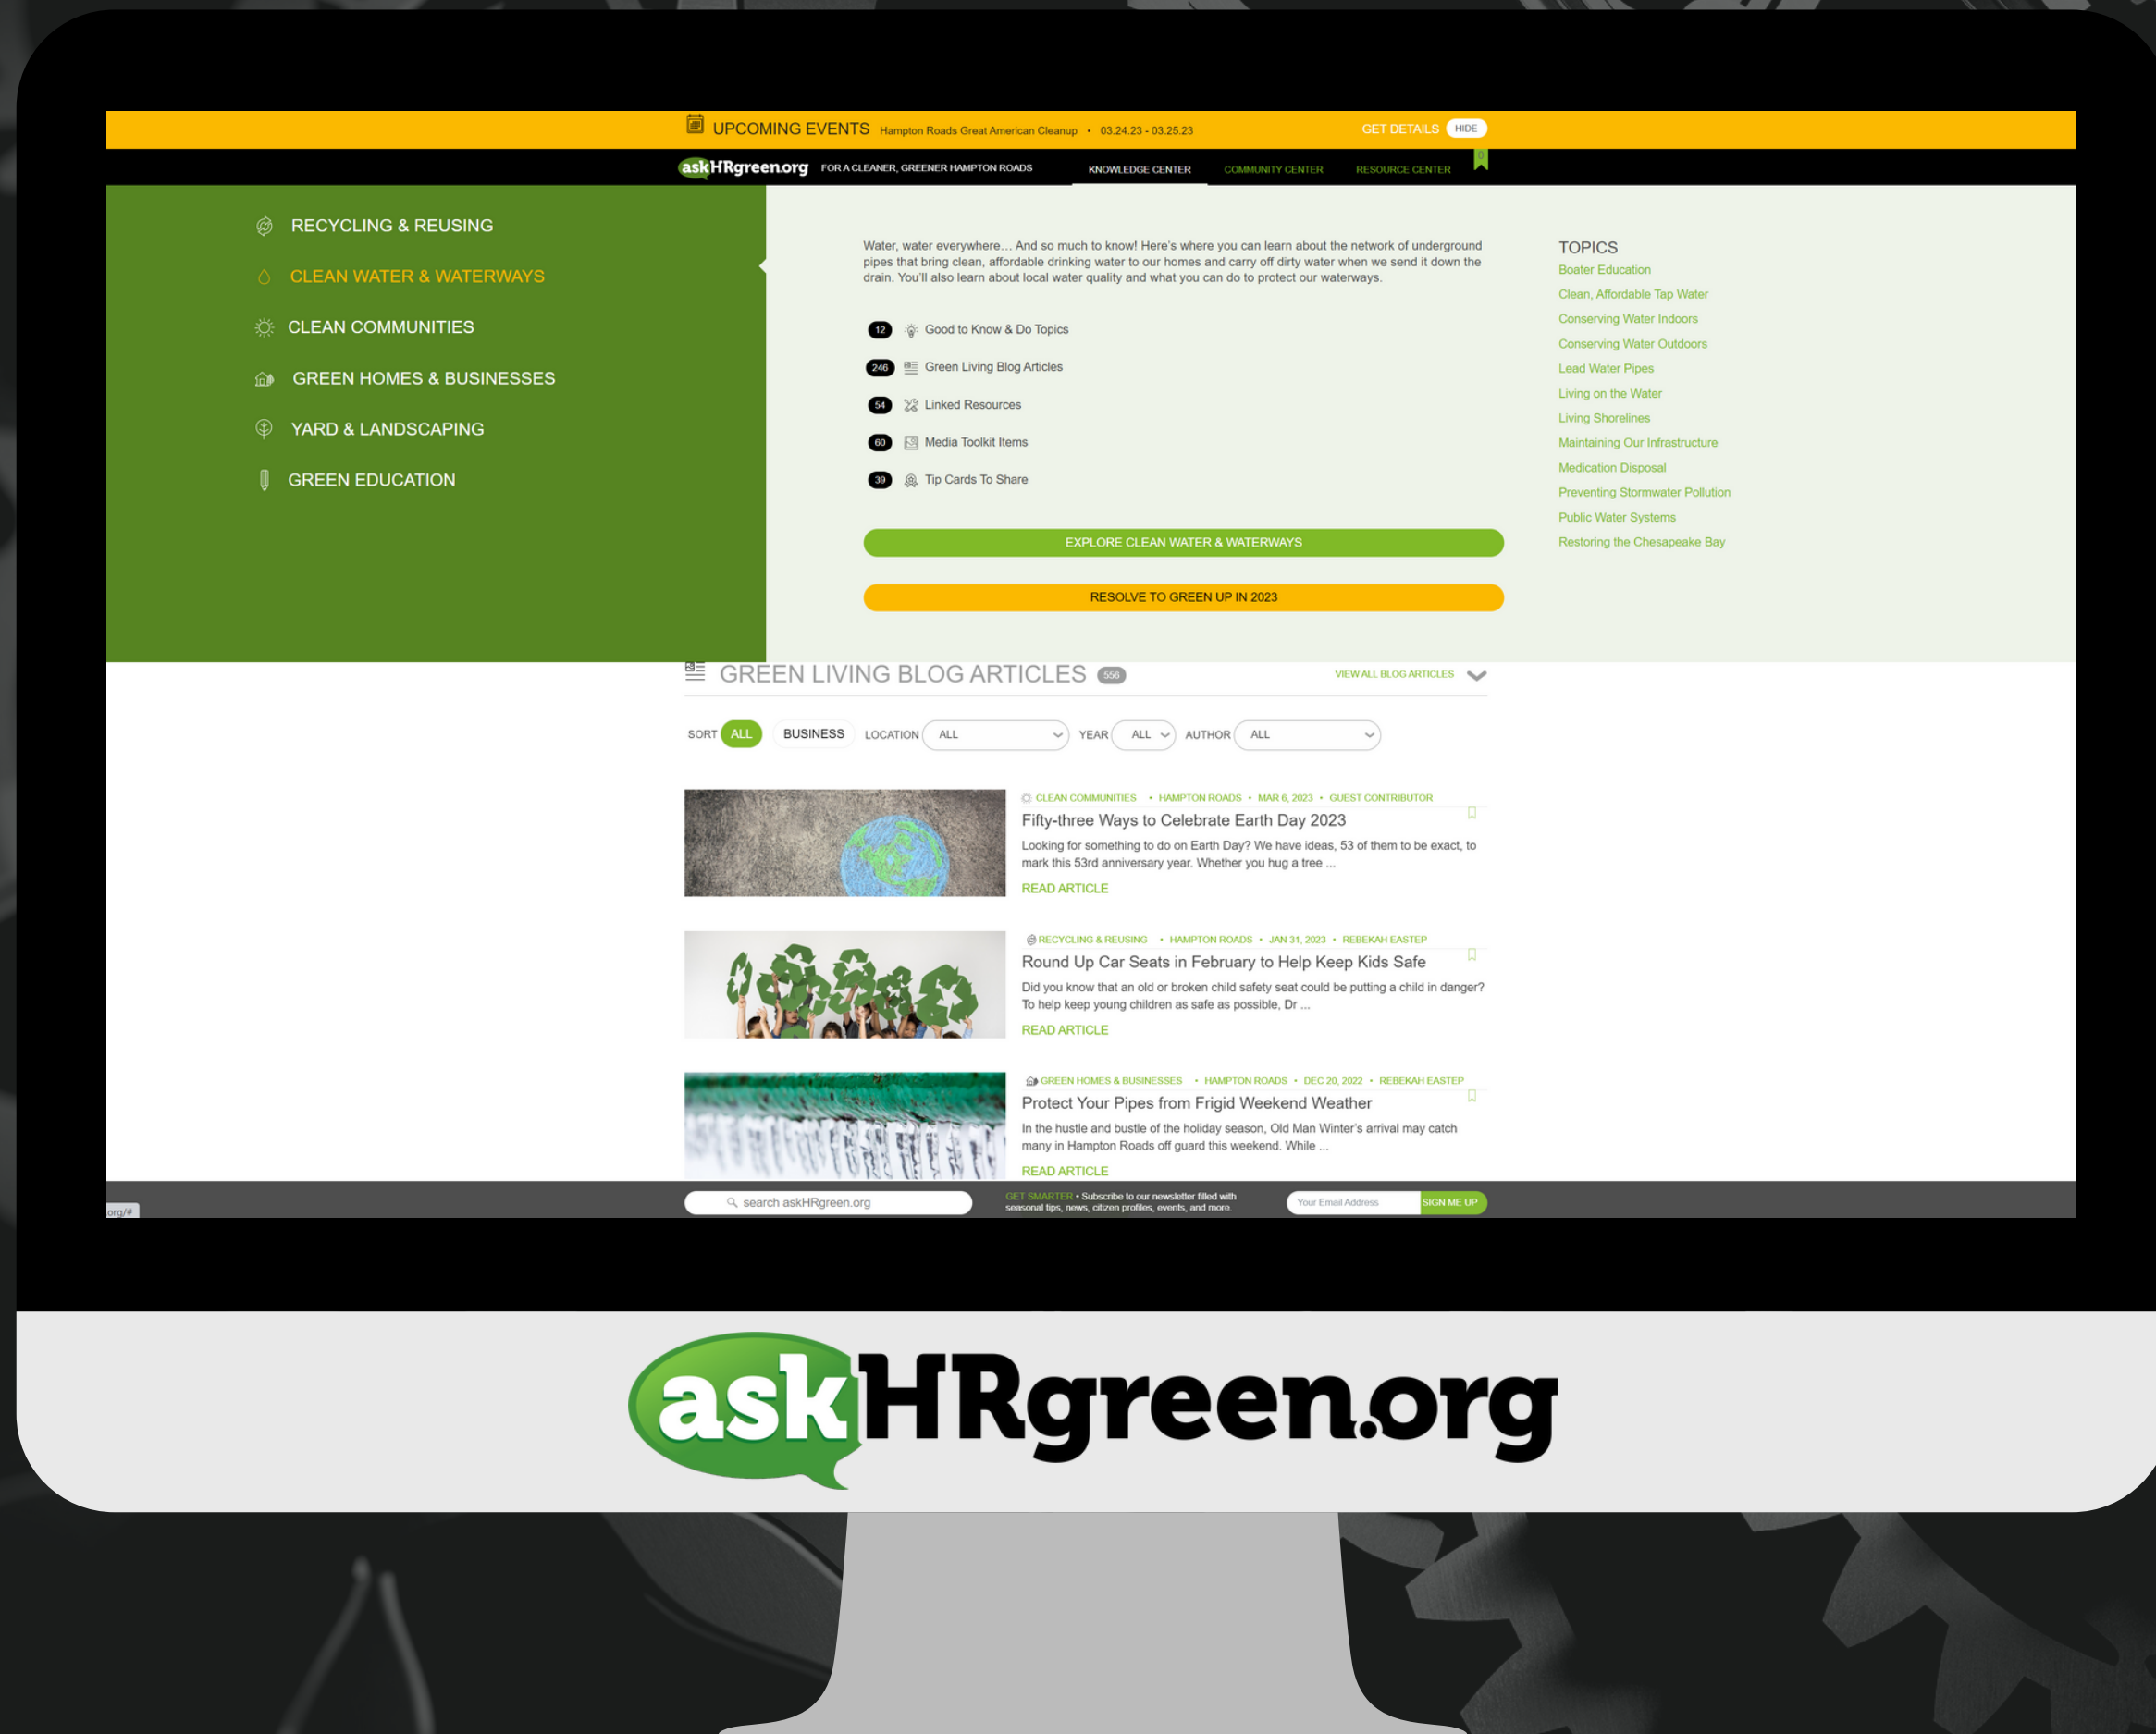 UPCOMING EVENTS Hampton Roads Great American Cleanup • 03.24.23 - 03.25.23 GET DETAILS HIDE
askHRgreen.org FOR A CLEANER, GREENER HAMPTON ROADS KNOWLEDGE CENTER COMMUNITY CENTER RESOURCE CENTER 0
RECYCLING & REUSING
CLEAN WATER & WATERWAYS
CLEAN COMMUNITIES
GREEN HOMES & BUSINESSES
YARD & LANDSCAPING
GREEN EDUCATION
Water, water everywhere… And so much to know! Here's where you can learn about the network of underground
pipes that bring clean, affordable drinking water to our homes and carry off dirty water when we send it down the
drain. You'll also learn about local water quality and what you can do to protect our waterways.
12 Good to Know & Do Topics
246 Green Living Blog Articles
54 Linked Resources
60 Media Toolkit Items
39 Tip Cards To Share
EXPLORE CLEAN WATER & WATERWAYS
RESOLVE TO GREEN UP IN 2023
TOPICS
Boater Education
Clean, Affordable Tap Water
Conserving Water Indoors
Conserving Water Outdoors
Lead Water Pipes
Living on the Water
Living Shorelines
Maintaining Our Infrastructure
Medication Disposal
Preventing Stormwater Pollution
Public Water Systems
Restoring the Chesapeake Bay
GREEN LIVING BLOG ARTICLES 556 VIEW ALL BLOG ARTICLES
SORT ALL BUSINESS LOCATION ALL YEAR ALL AUTHOR ALL
CLEAN COMMUNITIES • HAMPTON ROADS • MAR 6, 2023 • GUEST CONTRIBUTOR
Fifty-three Ways to Celebrate Earth Day 2023
Looking for something to do on Earth Day? We have ideas, 53 of them to be exact, to
mark this 53rd anniversary year. Whether you hug a tree ...
READ ARTICLE
RECYCLING & REUSING • HAMPTON ROADS • JAN 31, 2023 • REBEKAH EASTEP
Round Up Car Seats in February to Help Keep Kids Safe
Did you know that an old or broken child safety seat could be putting a child in danger?
To help keep young children as safe as possible, Dr ...
READ ARTICLE
GREEN HOMES & BUSINESSES • HAMPTON ROADS • DEC 20, 2022 • REBEKAH EASTEP
Protect Your Pipes from Frigid Weekend Weather
In the hustle and bustle of the holiday season, Old Man Winter's arrival may catch
many in Hampton Roads off guard this weekend. While ...
READ ARTICLE
org/#
search askHRgreen.org
GET SMARTER • Subscribe to our newsletter filled with
seasonal tips, news, citizen profiles, events, and more.
Your Email Address SIGN ME UP
askHRgreen.org